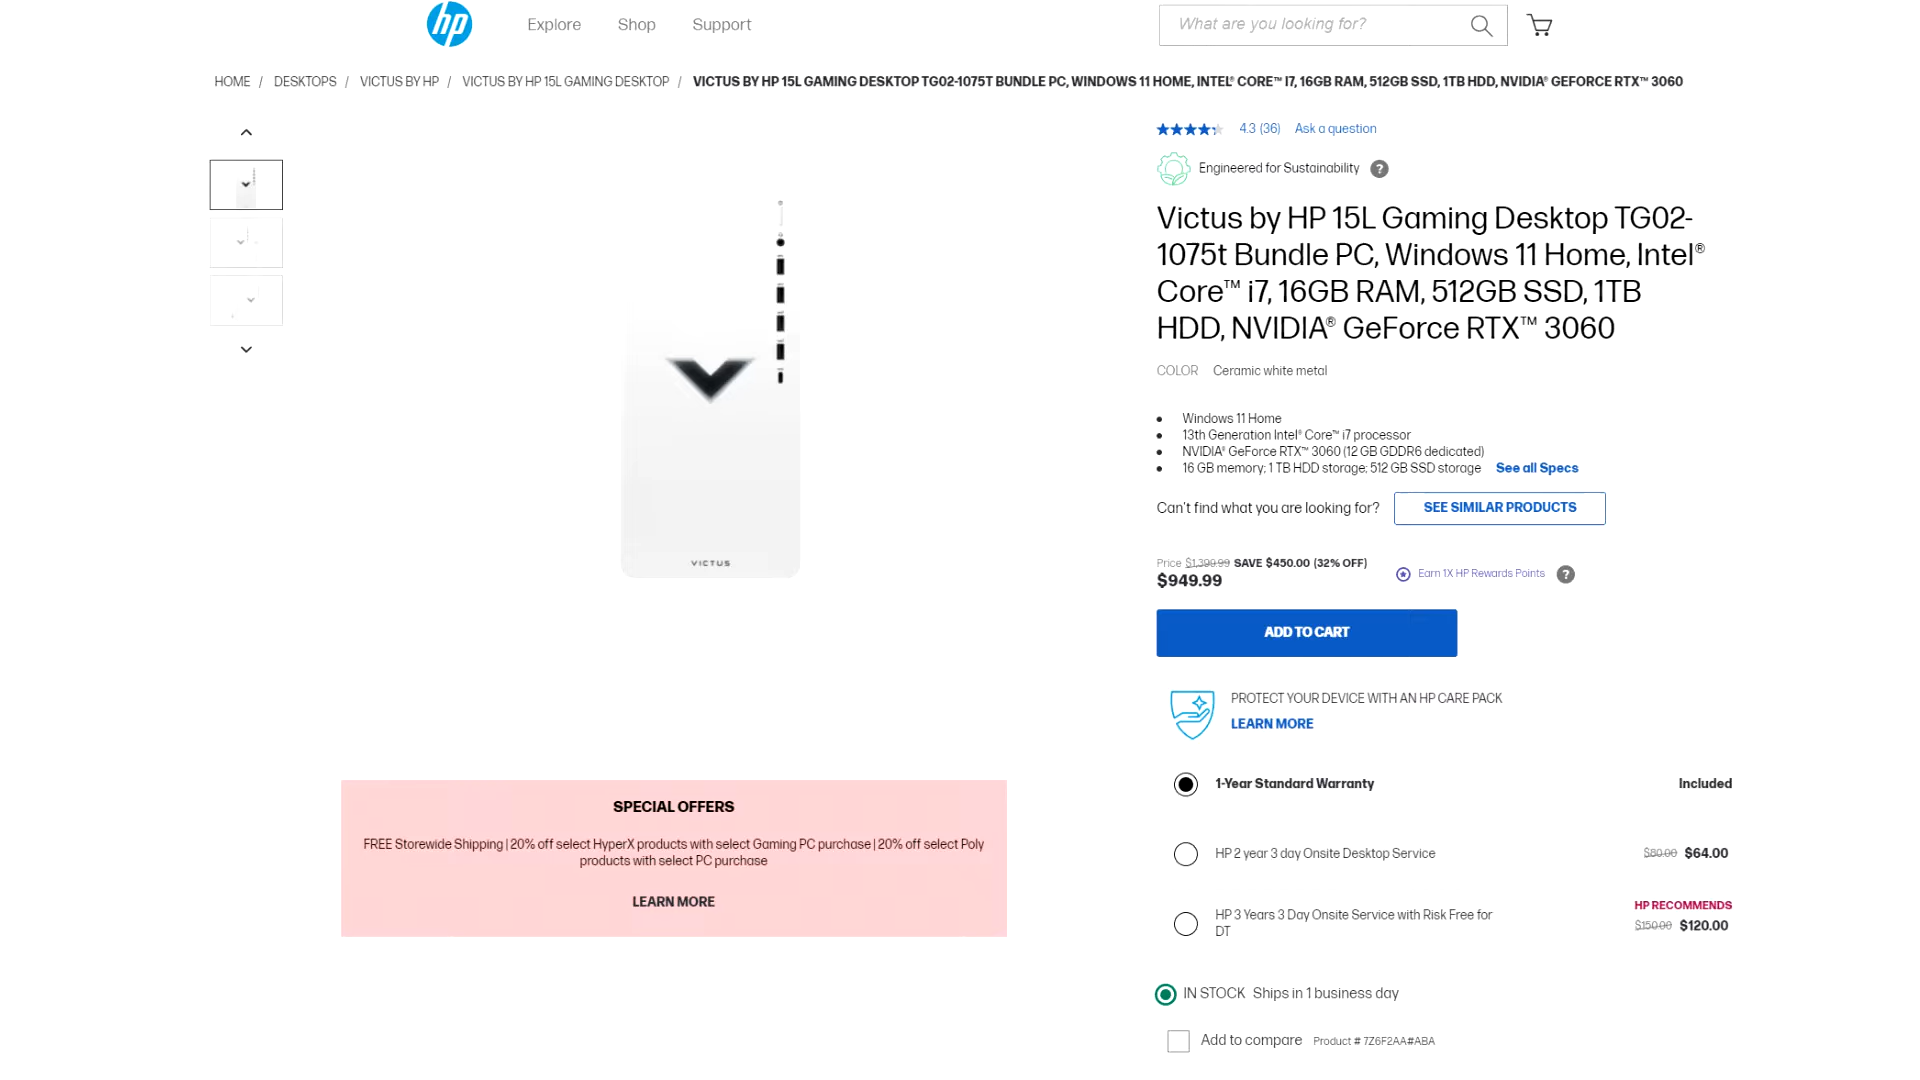 hp
Explore
Shop
Support
What are you looking for?
HOME / DESKTOPS / VICTUS BY HP / VICTUS BY HP 15L GAMING DESKTOP / VICTUS BY HP 15L GAMING DESKTOP TG02-1075T BUNDLE PC, WINDOWS 11 HOME, INTEL® CORE™ I7, 16GB RAM, 512GB SSD, 1TB HDD, NVIDIA® GEFORCE RTX™ 3060
4.3 (36) Ask a question
Engineered for Sustainability ?
Victus by HP 15L Gaming Desktop TG02-
1075t Bundle PC, Windows 11 Home, Intel®
Core™ i7, 16GB RAM, 512GB SSD, 1TB
HDD, NVIDIA® GeForce RTX™ 3060
COLOR Ceramic white metal
• Windows 11 Home
• 13th Generation Intel® Core™ i7 processor
• NVIDIA® GeForce RTX™ 3060 (12 GB GDDR6 dedicated)
• 16 GB memory; 1 TB HDD storage; 512 GB SSD storage See all Specs
Can't find what you are looking for? SEE SIMILAR PRODUCTS
Price $1,399.99 SAVE $450.00 (32% OFF)
$949.99
Earn 1X HP Rewards Points ?
ADD TO CART
VICTUS
PROTECT YOUR DEVICE WITH AN HP CARE PACK
LEARN MORE
1-Year Standard Warranty Included
HP 2 year 3 day Onsite Desktop Service $80.00 $64.00
HP RECOMMENDS
HP 3 Years 3 Day Onsite Service with Risk Free for
DT
$150.00 $120.00
IN STOCK Ships in 1 business day
Add to compare Product # 7Z6F2AA#ABA
SPECIAL OFFERS
FREE Storewide Shipping | 20% off select HyperX products with select Gaming PC purchase | 20% off select Poly
products with select PC purchase
LEARN MORE